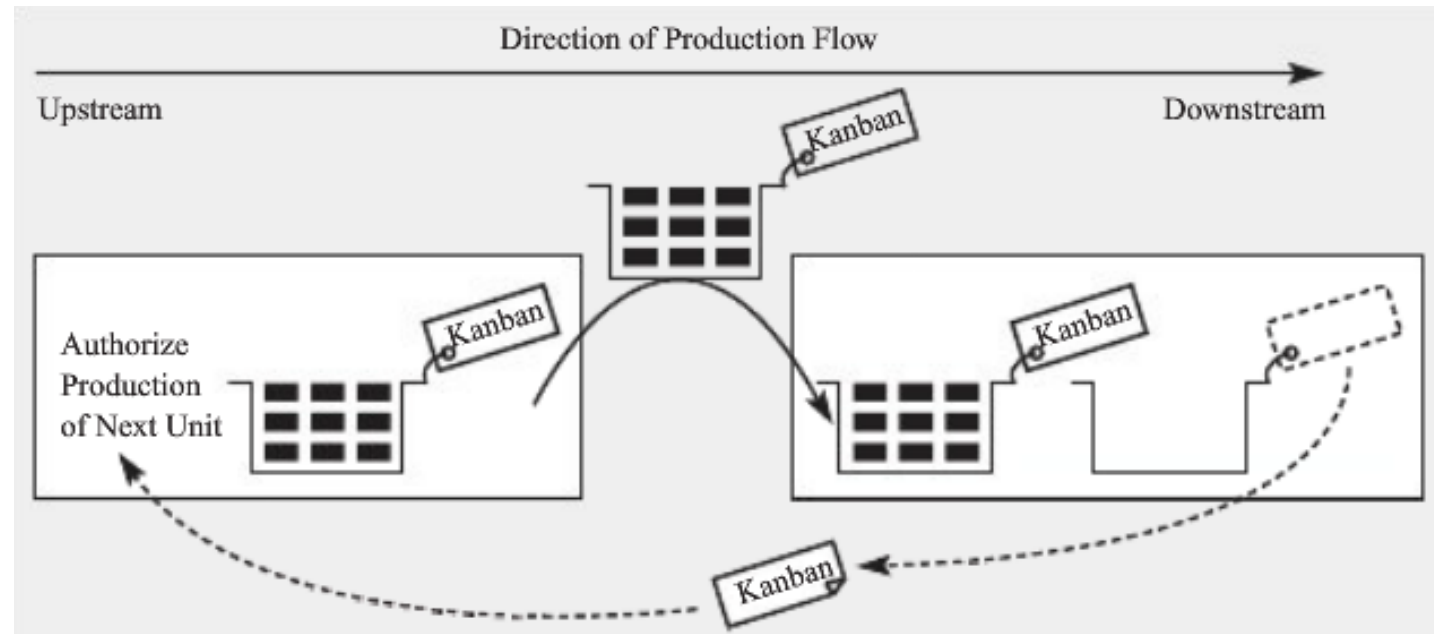 Direction of Production Flow
Upstream
Downstream
Kanban
Kanban
Kanban
Authorize
Production
of Next Unit
Kanban